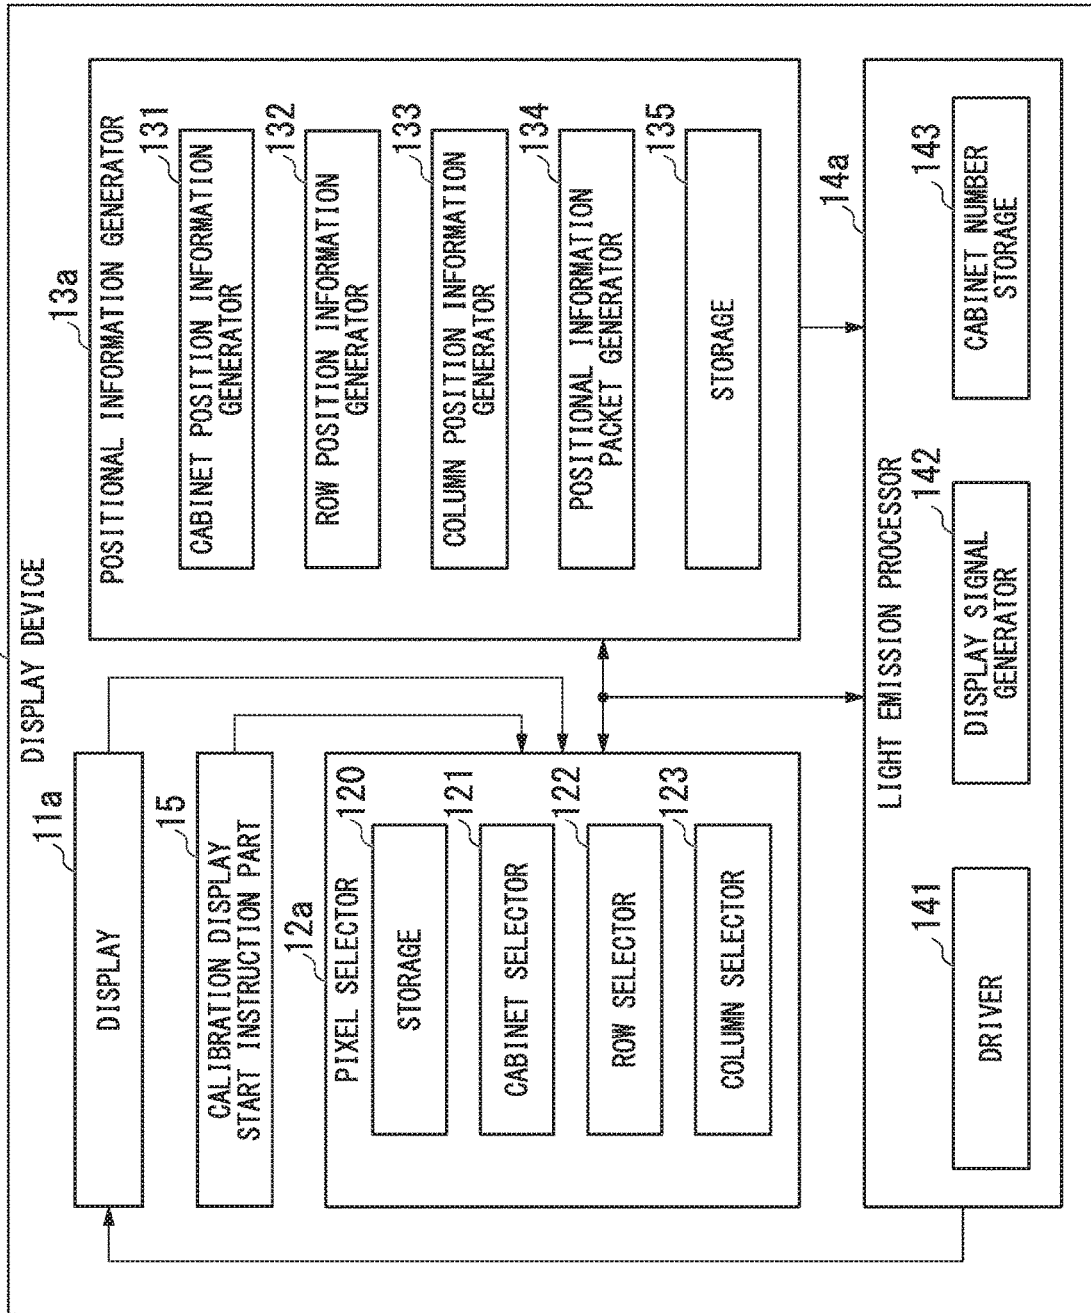 DISPLAY DEVICE
11a
DISPLAY
15
CALIBRATION DISPLAY
START INSTRUCTION PART
12a
PIXEL SELECTOR
120
STORAGE
121
CABINET SELECTOR
122
ROW SELECTOR
123
COLUMN SELECTOR
13a
POSITIONAL INFORMATION GENERATOR
131
CABINET POSITION INFORMATION
GENERATOR
132
ROW POSITION INFORMATION
GENERATOR
133
COLUMN POSITION INFORMATION
GENERATOR
134
POSITIONAL INFORMATION
PACKET GENERATOR
135
STORAGE
14a
LIGHT EMISSION PROCESSOR
141
DRIVER
142
DISPLAY SIGNAL
GENERATOR
143
CABINET NUMBER
STORAGE